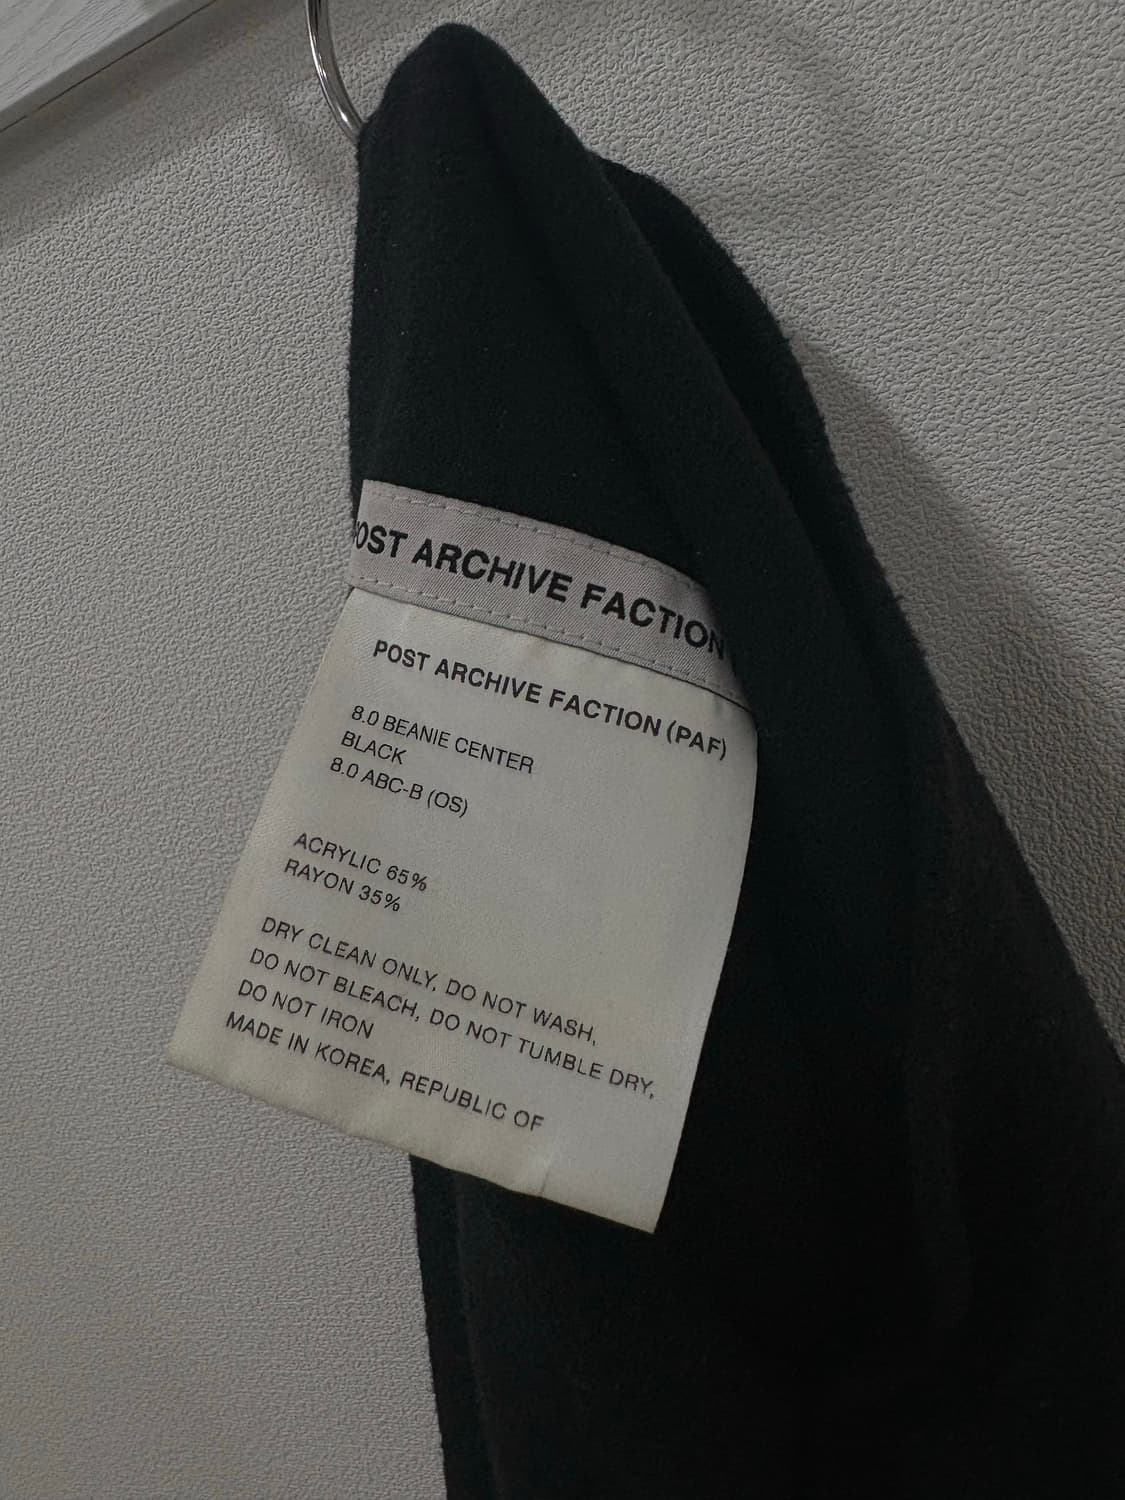 POST ARCHIVE FACTION
POST ARCHIVE FACTION (PAF)
8.0 BEANIE CENTER
BLACK
8.0 ABC-B (OS)
ACRYLIC 65%
RAYON 35%
DRY CLEAN ONLY, DO NOT WASH,
DO NOT BLEACH, DO NOT TUMBLE DRY,
DO NOT IRON
MADE IN KOREA, REPUBLIC OF